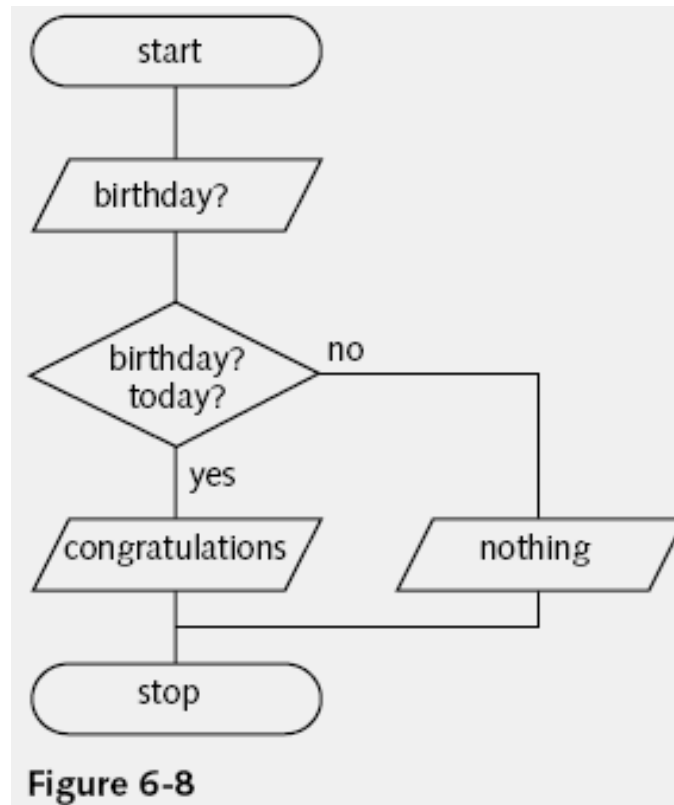 start
birthday?
birthday?
today?
no
yes
congratulations
nothing
stop
Figure 6-8